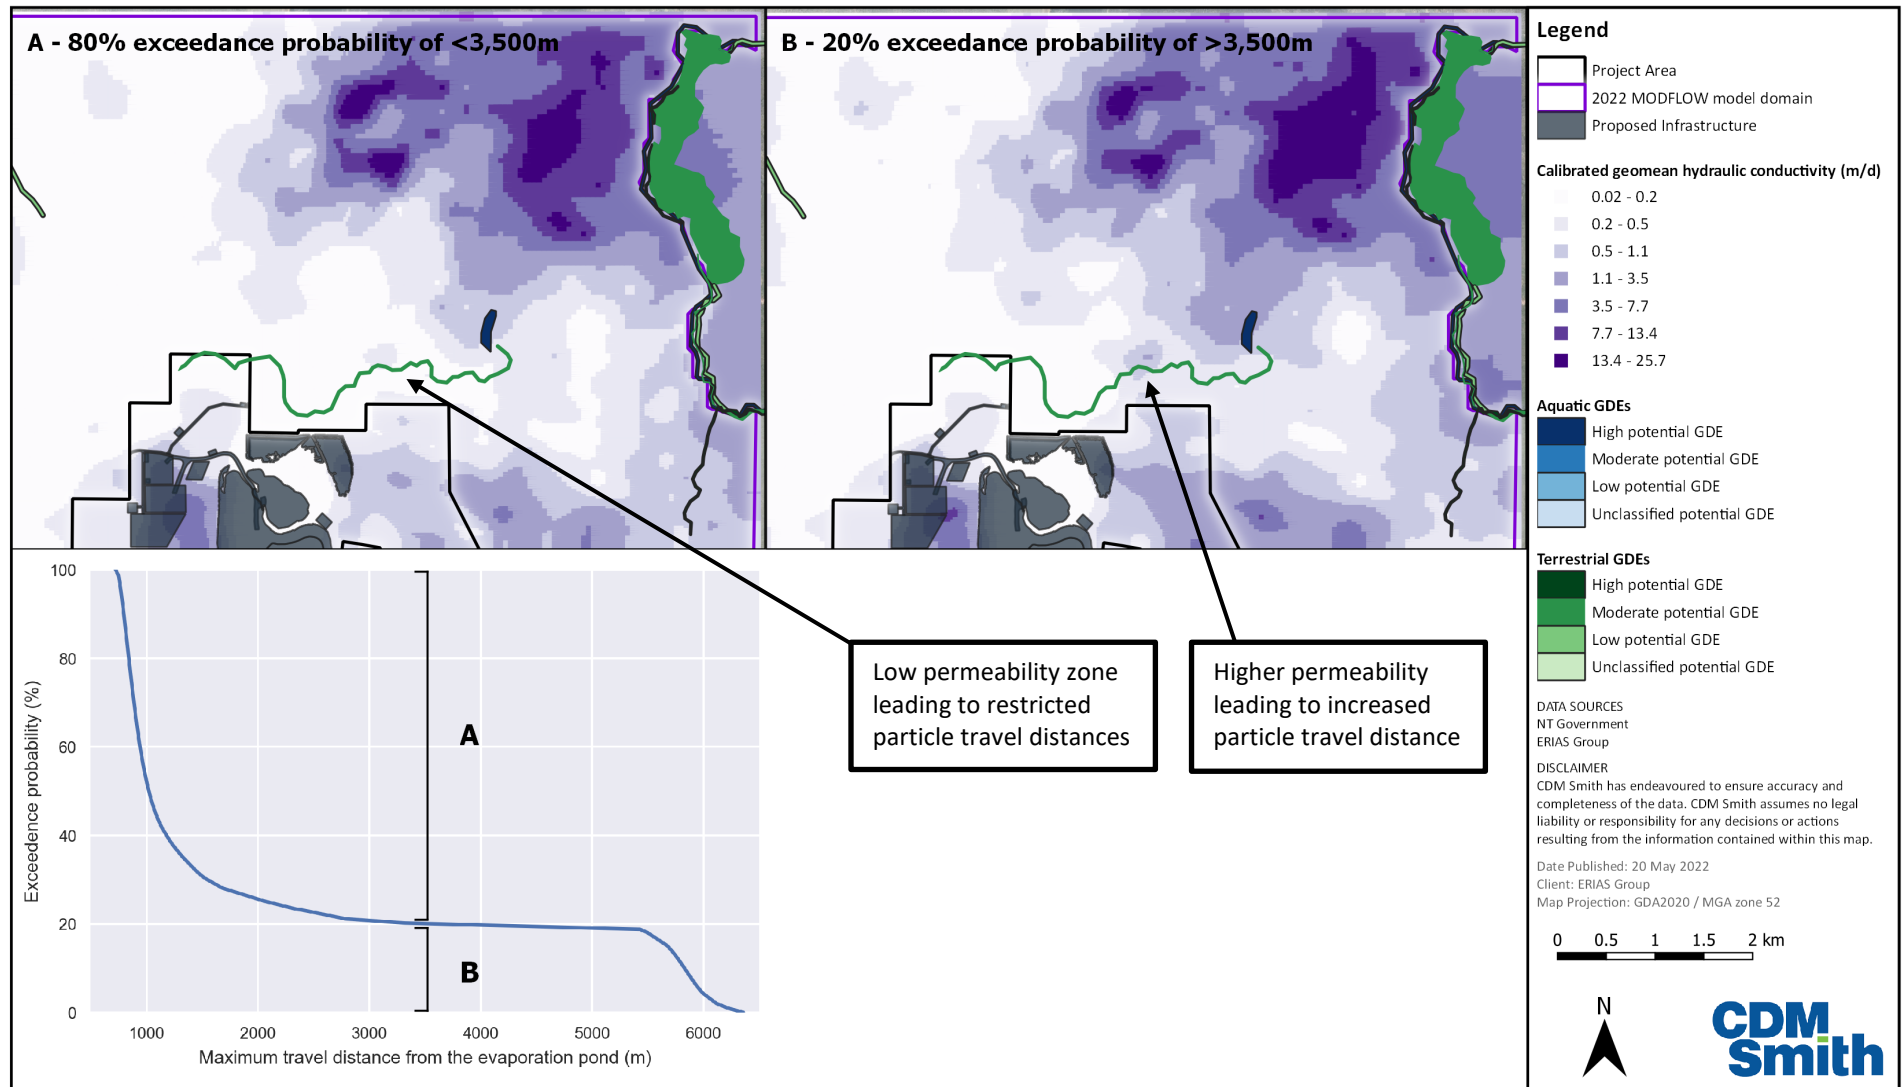 A - 80% exceedance probability of <3,500m
B - 20% exceedance probability of >3,500m
Legend
Project Area
2022 MODFLOW model domain
Proposed Infrastructure
Calibrated geomean hydraulic conductivity (m/d)
0.02 - 0.2
0.2 - 0.5
0.5 - 1.1
1.1 - 3.5
3.5 - 7.7
7.7 - 13.4
13.4 - 25.7
Aquatic GDEs
High potential GDE
Moderate potential GDE
Low potential GDE
Unclassified potential GDE
Terrestrial GDEs
High potential GDE
Moderate potential GDE
Low potential GDE
Unclassified potential GDE
DATA SOURCES
NT Government
ERIAS Group
DISCLAIMER
CDM Smith has endeavoured to ensure accuracy and
completeness of the data. CDM Smith assumes no legal
liability or responsibility for any decisions or actions
resulting from the information contained within this map.
Date Published: 20 May 2022
Client: ERIAS Group
Map Projection: GDA2020 / MGA zone 52
0 0.5 1 1.5 2 km
N
CDM
Smith
Low permeability zone
leading to restricted
particle travel distances
Higher permeability
leading to increased
particle travel distance
Exceedence probability (%)
100
80
60
40
20
0
A
B
1000 2000 3000 4000 5000 6000
Maximum travel distance from the evaporation pond (m)